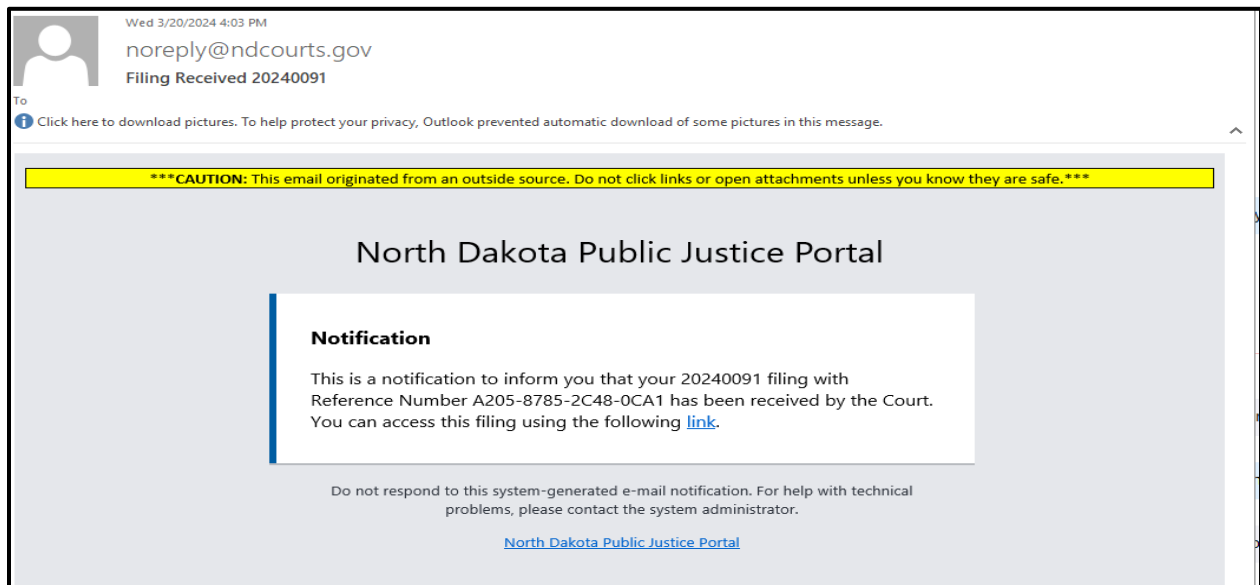 Wed 3/20/2024 4:03 PM
noreply@ndcourts.gov
Filing Received 20240091
To
Click here to download pictures. To help protect your privacy, Outlook prevented automatic download of some pictures in this message.
***CAUTION: This email originated from an outside source. Do not click links or open attachments unless you know they are safe.***
North Dakota Public Justice Portal
Notification
This is a notification to inform you that your 20240091 filing with
Reference Number A205-8785-2C48-0CA1 has been received by the Court.
You can access this filing using the following link.
Do not respond to this system-generated e-mail notification. For help with technical
problems, please contact the system administrator.
North Dakota Public Justice Portal